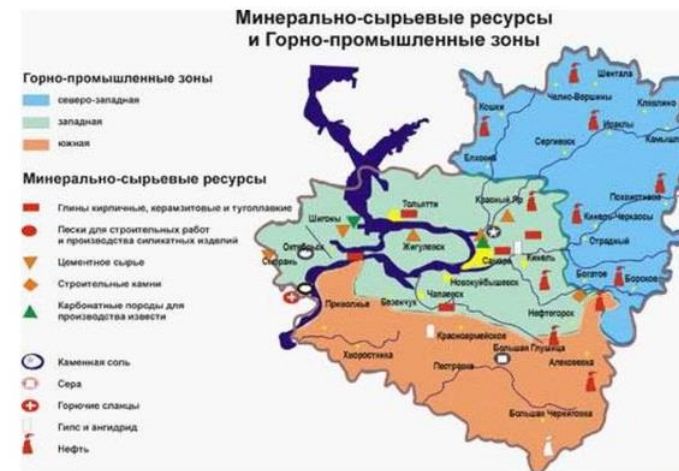 Минерально-сырьевые ресурсы
и Горно-промышленные зоны
Горно-промышленные зоны
северо-западная
западная
южная
Минерально-сырьевые ресурсы
Глины кирпичные, керамзитовые и тугоплавкие
Пески для строительных работ
и производства силикатных изделий
Цементное сырье
Строительные камни
Карбонатные породы для
производства извести
Каменная соль
Сера
Горючие сланцы
Гипс и ангидрид
Нефть
Шентала
Челно-Вершины
Кошки
Клявлино
Исаклы
Камышла
Сергиевск
Елховка
Похвистнево
Красный Яр
Тольятти
Шигоны
Кинель-Черкассы
Отрадный
Октябрьск
Жигулевск
Сызрань
Самара
Кинель
Богатое
Борское
Новокуйбышевск
Чапаевск
Безенчук
Приволжье
Нефтегорск
Красноармейское
Большая Глушица
Хворостянка
Пестравка
Алексеевка
Большая Черниговка